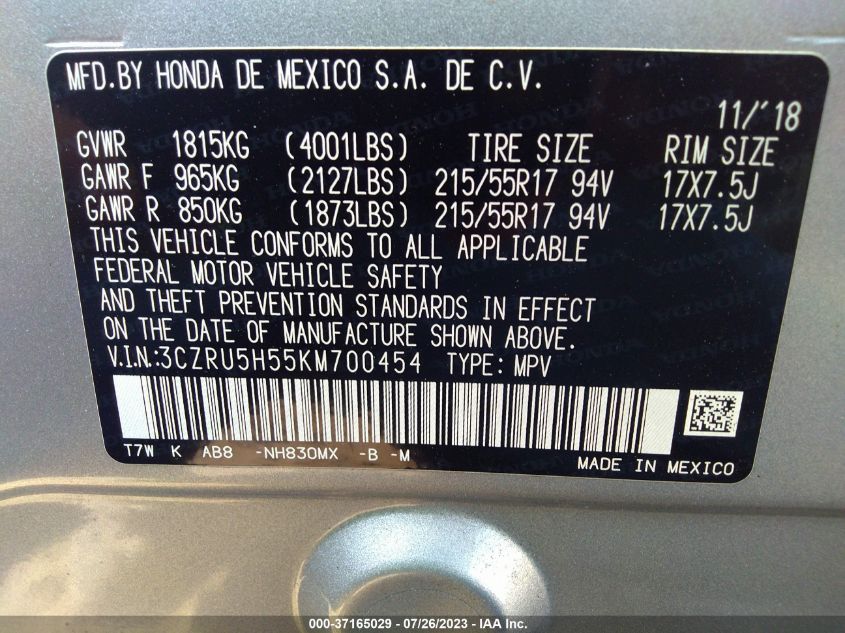 MFD.BY HONDA DE MEXICO S.A. DE C.V.
11/'18
GVWR 1815KG (4001LBS) TIRE SIZE RIM SIZE
GAWR F 965KG (2127LBS) 215/55R17 94V 17X7.5J
GAWR R 850KG (1873LBS) 215/55R17 94V 17X7.5J
THIS VEHICLE CONFORMS TO ALL APPLICABLE
FEDERAL MOTOR VEHICLE SAFETY
AND THEFT PREVENTION STANDARDS IN EFFECT
ON THE DATE OF MANUFACTURE SHOWN ABOVE.
V.I.N.:3CZRU5H55KM700454 TYPE: MPV
T7W K AB8 -NH830MX -B -M
MADE IN MEXICO
000-37165029 - 07/26/2023 - IAA Inc.